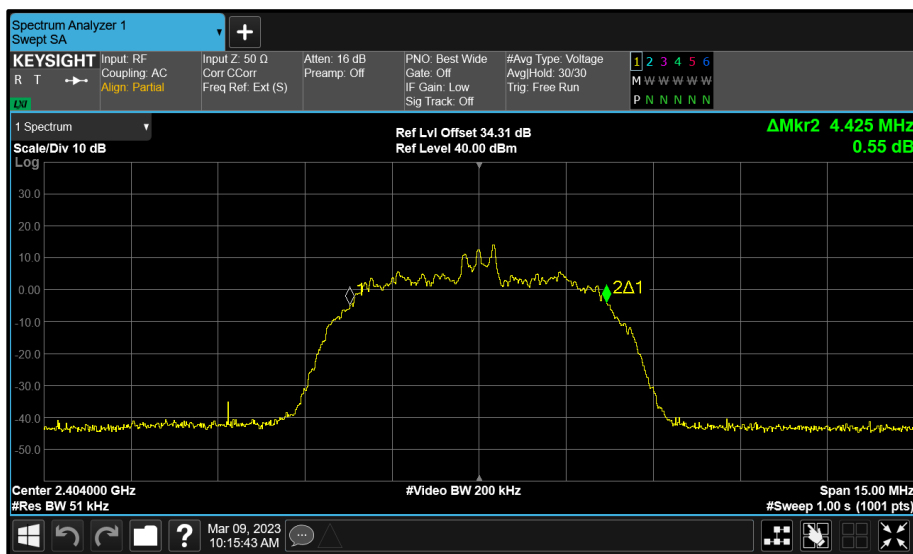 Spectrum Analyzer 1
Swept SA
+
KEYSIGHT
R T
LXI
Input: RF
Coupling: AC
Align: Partial
Input Z: 50 Ω
Corr CCorr
Freq Ref: Ext (S)
Atten: 16 dB
Preamp: Off
PNO: Best Wide
Gate: Off
IF Gain: Low
Sig Track: Off
#Avg Type: Voltage
Avg|Hold: 30/30
Trig: Free Run
1 2 3 4 5 6
M W W W W W
P N N N N N
1 Spectrum
Scale/Div 10 dB
Log
Ref Lvl Offset 34.31 dB
Ref Level 40.00 dBm
ΔMkr2 4.425 MHz
0.55 dB
30.0
20.0
10.0
0.00
-10.0
-20.0
-30.0
-40.0
-50.0
1
2Δ1
Center 2.404000 GHz
#Res BW 51 kHz
#Video BW 200 kHz
Span 15.00 MHz
#Sweep 1.00 s (1001 pts)
?
Mar 09, 2023
10:15:43 AM